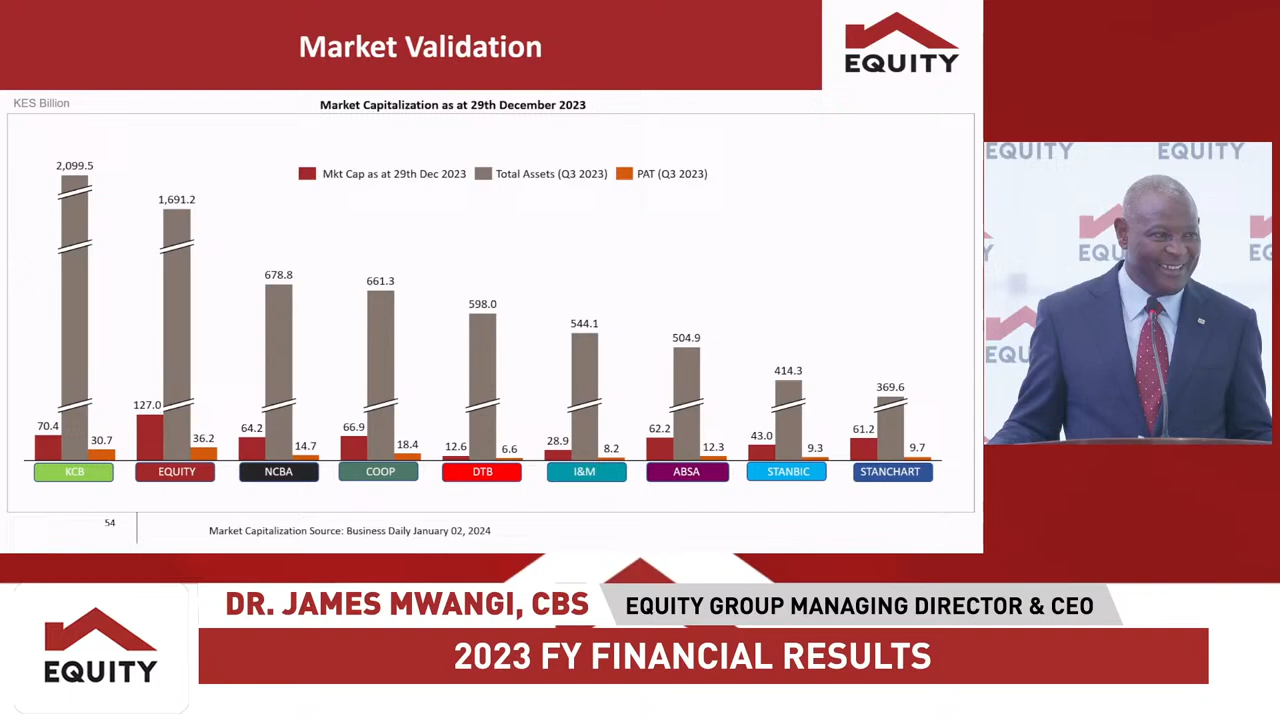 Market Validation
EQUITY
KES Billion
Market Capitalization as at 29th December 2023
Mkt Cap as at 29th Dec 2023
Total Assets (Q3 2023)
PAT (Q3 2023)
70.4 2,099.5 30.7
127.0 1,691.2 36.2
64.2 678.8 14.7
66.9 661.3 18.4
12.6 598.0 6.6
28.9 544.1 8.2
62.2 504.9 12.3
43.0 414.3 9.3
61.2 369.6 9.7
KCB EQUITY NCBA COOP DTB I&M ABSA STANBIC STANCHART
54
Market Capitalization Source: Business Daily January 02, 2024
EQUITY EQUITY
EQU
EQU
EQU
DR. JAMES MWANGI, CBS
EQUITY GROUP MANAGING DIRECTOR & CEO
EQUITY
2023 FY FINANCIAL RESULTS